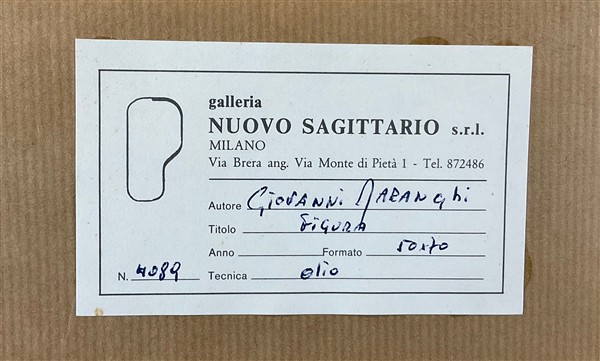 galleria
NUOVO SAGITTARIO s.r.l.
MILANO
Via Brera ang. Via Monte di Pietà 1 - Tel. 872486
Autore Giovanni Maranghi
Titolo FIGURA
Anno Formato 50x70
N. 4089 Tecnica olio